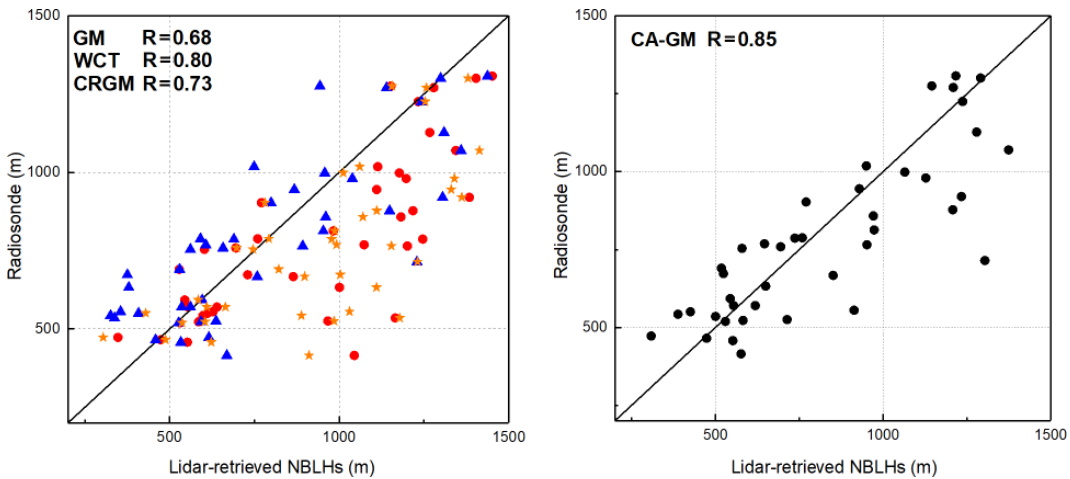 GM R=0.68
WCT R=0.80
CRGM R=0.73
1500
1000
500
Radiosonde (m)
500 1000 1500
Lidar-retrieved NBLHs (m)
CA-GM R=0.85
1500
1000
500
Radiosonde (m)
500 1000 1500
Lidar-retrieved NBLHs (m)